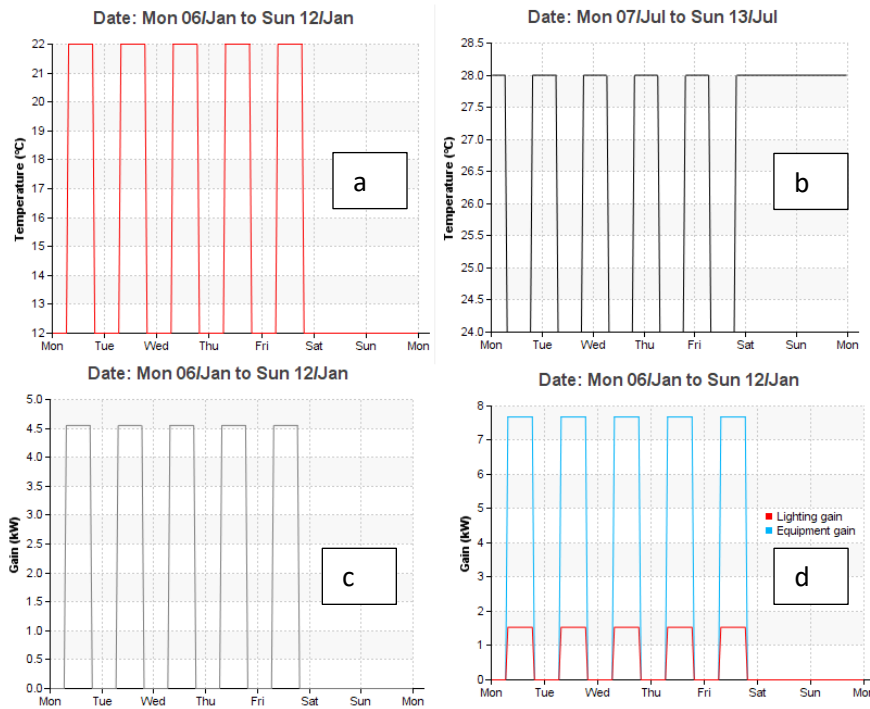 Date: Mon 06/Jan to Sun 12/Jan
22
21
20
19
18
17
16
15
14
13
12
Temperature (°C)
Mon Tue Wed Thu Fri Sat Sun Mon
a
Date: Mon 07/Jul to Sun 13/Jul
28.5
28.0
27.5
27.0
26.5
26.0
25.5
25.0
24.5
24.0
Temperature (°C)
Mon Tue Wed Thu Fri Sat Sun Mon
b
Date: Mon 06/Jan to Sun 12/Jan
5.0
4.5
4.0
3.5
3.0
2.5
2.0
1.5
1.0
0.5
0.0
Gain (kW)
Mon Tue Wed Thu Fri Sat Sun Mon
c
Date: Mon 06/Jan to Sun 12/Jan
8
7
6
5
4
3
2
1
0
Gain (kW)
Mon Tue Wed Thu Fri Sat Sun Mon
Lighting gain
Equipment gain
d